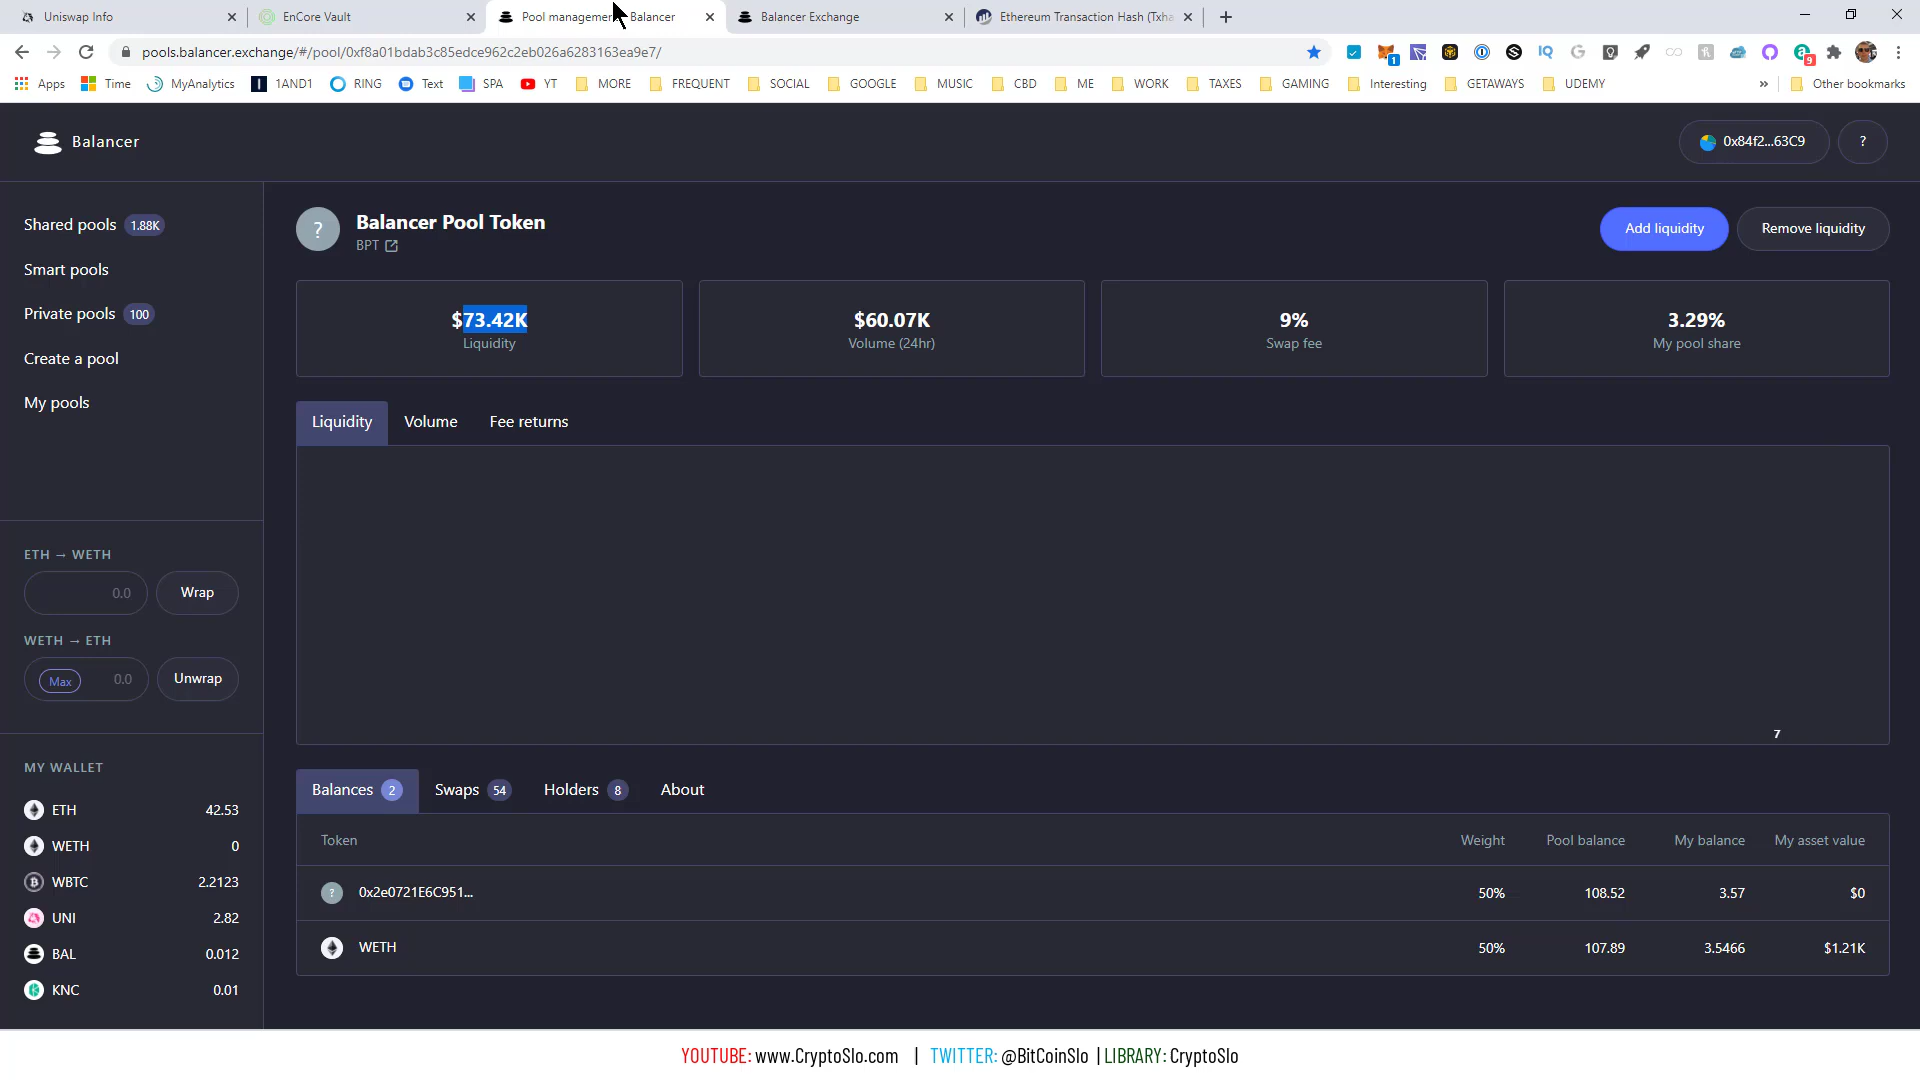 Uniswap Info
EnCore Vault
Pool managemen Balancer
Balancer Exchange
Ethereum Transaction Hash (Txha
pools.balancer.exchange/#/pool/0xf8a01bdab3c85edce962c2eb026a6283163ea9e7/
Apps Time MyAnalytics 1AND1 RING Text SPA YT MORE FREQUENT SOCIAL GOOGLE MUSIC CBD ME WORK TAXES GAMING Interesting GETAWAYS UDEMY » Other bookmarks
Balancer
0x84f2...63C9
?
Shared pools 1.88K
Smart pools
Private pools 100
Create a pool
My pools
ETH → WETH
0.0 Wrap
WETH → ETH
Max 0.0 Unwrap
MY WALLET
ETH 42.53
WETH 0
WBTC 2.2123
UNI 2.82
BAL 0.012
KNC 0.01
? Balancer Pool Token
BPT
Add liquidity
Remove liquidity
$73.42K
Liquidity
$60.07K
Volume (24hr)
9%
Swap fee
3.29%
My pool share
Liquidity Volume Fee returns
7
Balances 2 Swaps 54 Holders 8 About
Token Weight Pool balance My balance My asset value
? 0x2e0721E6C951... 50% 108.52 3.57 $0
WETH 50% 107.89 3.5466 $1.21K
YOUTUBE: www.CryptoSlo.com | TWITTER: @BitCoinSlo | LIBRARY: CryptoSlo